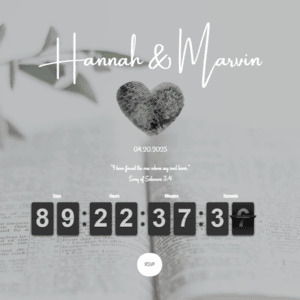 Hannah & Marvin
04.20.2025
"I have found the one whom my soul loves."
Song of Solomon 3:4
Days Hours Minutes Seconds
89:22:37:36
RSVP